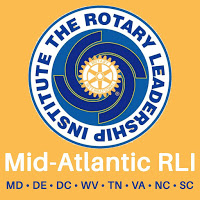 THE ROTARY LEADERSHIP INSTITUTE
Mid-Atlantic RLI
MD • DE • DC • WV • TN • VA • NC • SC